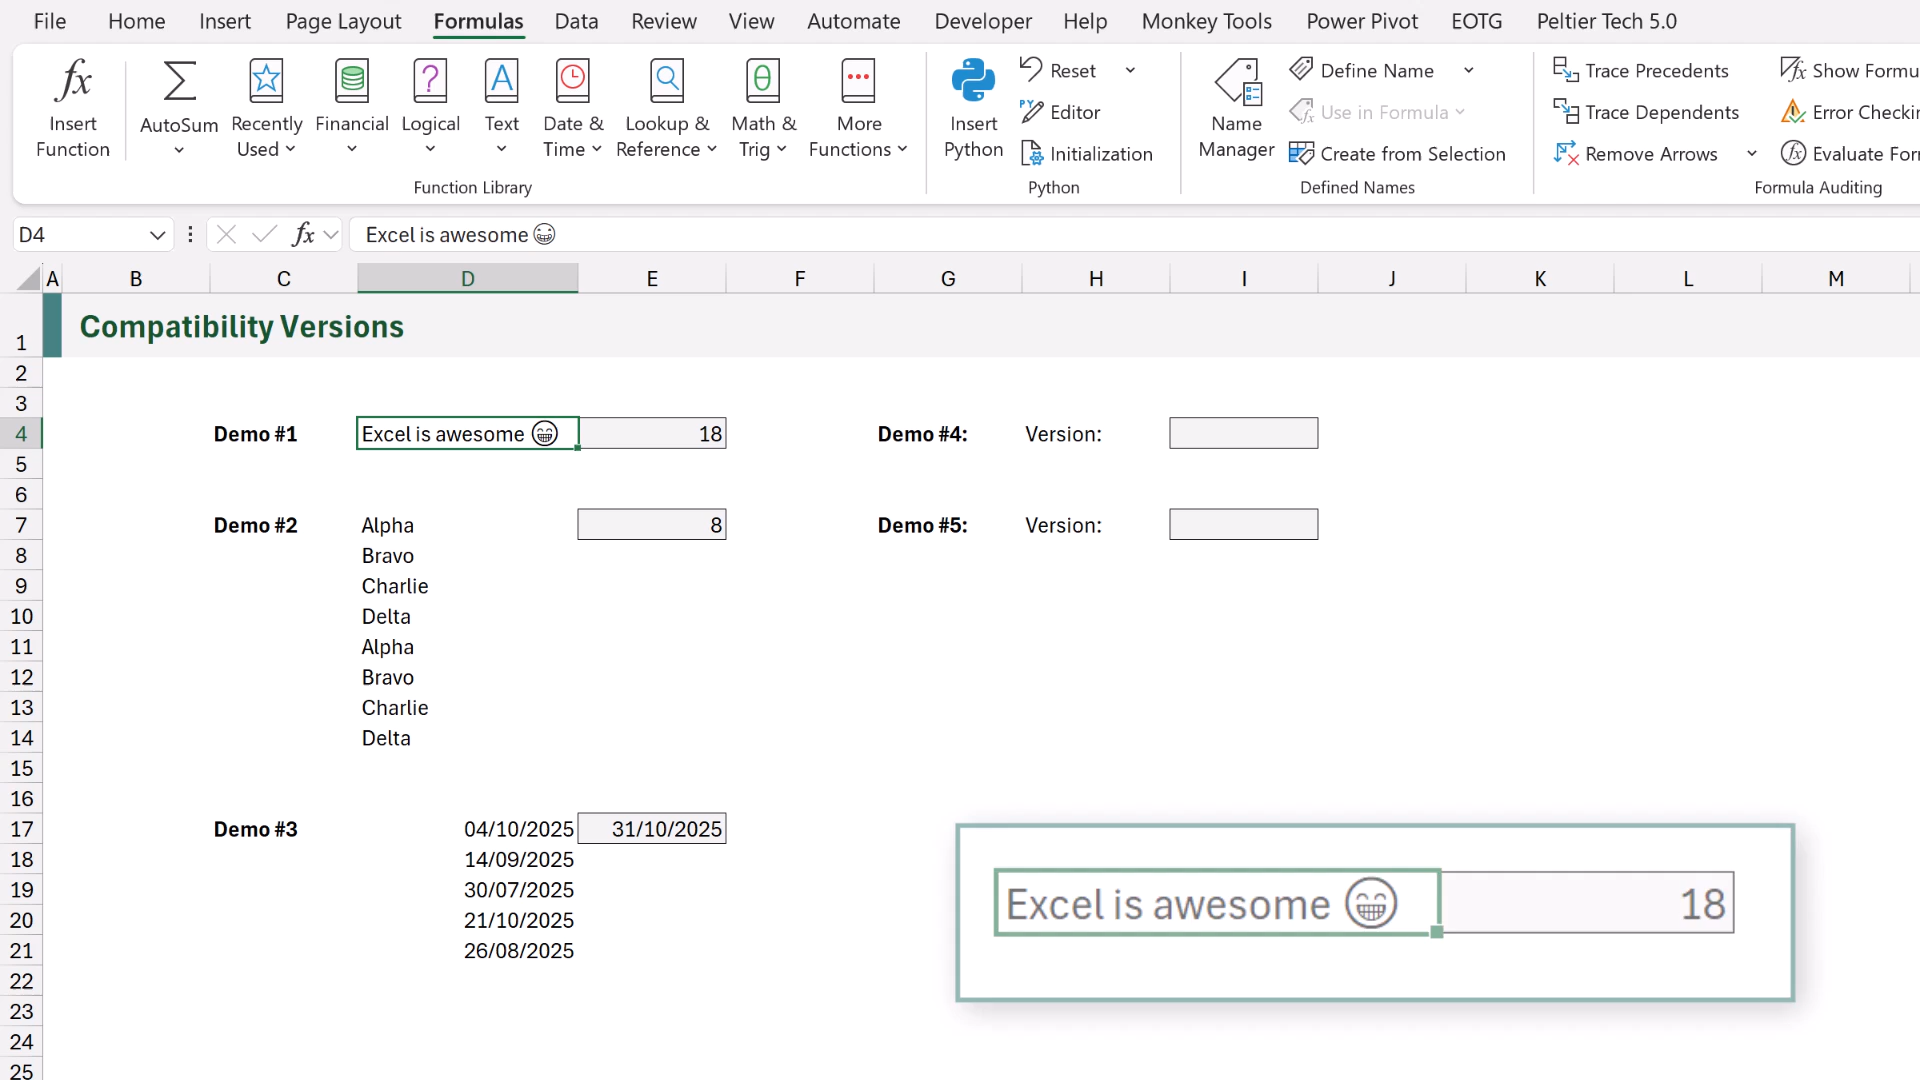 File Home Insert Page Layout Formulas Data Review View Automate Developer Help Monkey Tools Power Pivot EOTG Peltier Tech 5.0
Insert Function
AutoSum
Recently Used
Financial
Logical
Text
Date & Time
Lookup & Reference
Math & Trig
More Functions
Function Library
Insert Python
Reset
Editor
Initialization
Python
Name Manager
Define Name
Use in Formula
Create from Selection
Defined Names
Trace Precedents
Trace Dependents
Remove Arrows
Show Formu
Error Checkin
Evaluate For
Formula Auditing
D4 fx Excel is awesome 😁
A B C D E F G H I J K L M
1 Compatibility Versions
2
3
4 Demo #1 Excel is awesome 😁 18 Demo #4: Version:
5
6
7 Demo #2 Alpha 8 Demo #5: Version:
8 Bravo
9 Charlie
10 Delta
11 Alpha
12 Bravo
13 Charlie
14 Delta
15
16
17 Demo #3 04/10/2025 31/10/2025
18 14/09/2025
19 30/07/2025
20 21/10/2025
21 26/08/2025
22
23
24
25
Excel is awesome 😁 18